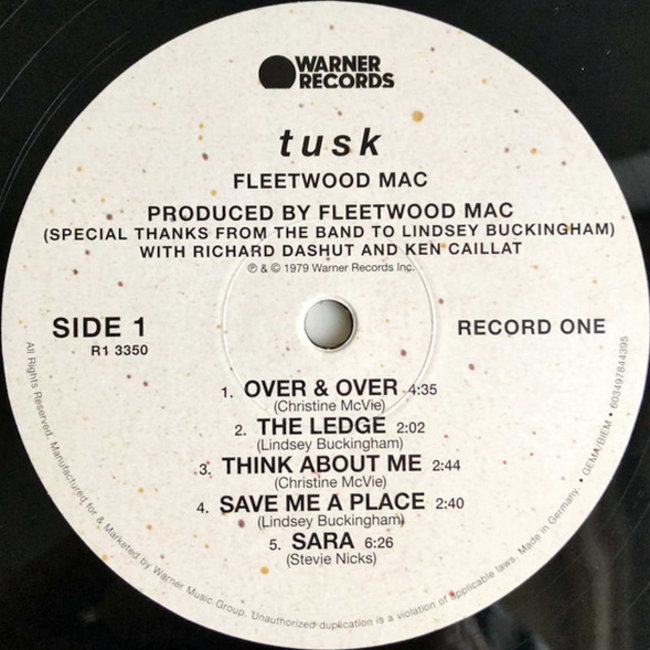 WARNER
RECORDS
tusk
FLEETWOOD MAC
PRODUCED BY FLEETWOOD MAC
(SPECIAL THANKS FROM THE BAND TO LINDSEY BUCKINGHAM)
WITH RICHARD DASHUT AND KEN CAILLAT
℗ & © 1979 Warner Records Inc.
SIDE 1
R1 3350
RECORD ONE
1. OVER & OVER 4:35
(Christine McVie)
2. THE LEDGE 2:02
(Lindsey Buckingham)
3. THINK ABOUT ME 2:44
(Christine McVie)
4. SAVE ME A PLACE 2:40
(Lindsey Buckingham)
5. SARA 6:26
(Stevie Nicks)
All Rights Reserved. Manufactured for & Marketed by Warner Music Group. Unauthorized duplication is a violation of applicable laws. Made in Germany. • GEMA/BIEM • 603497844395